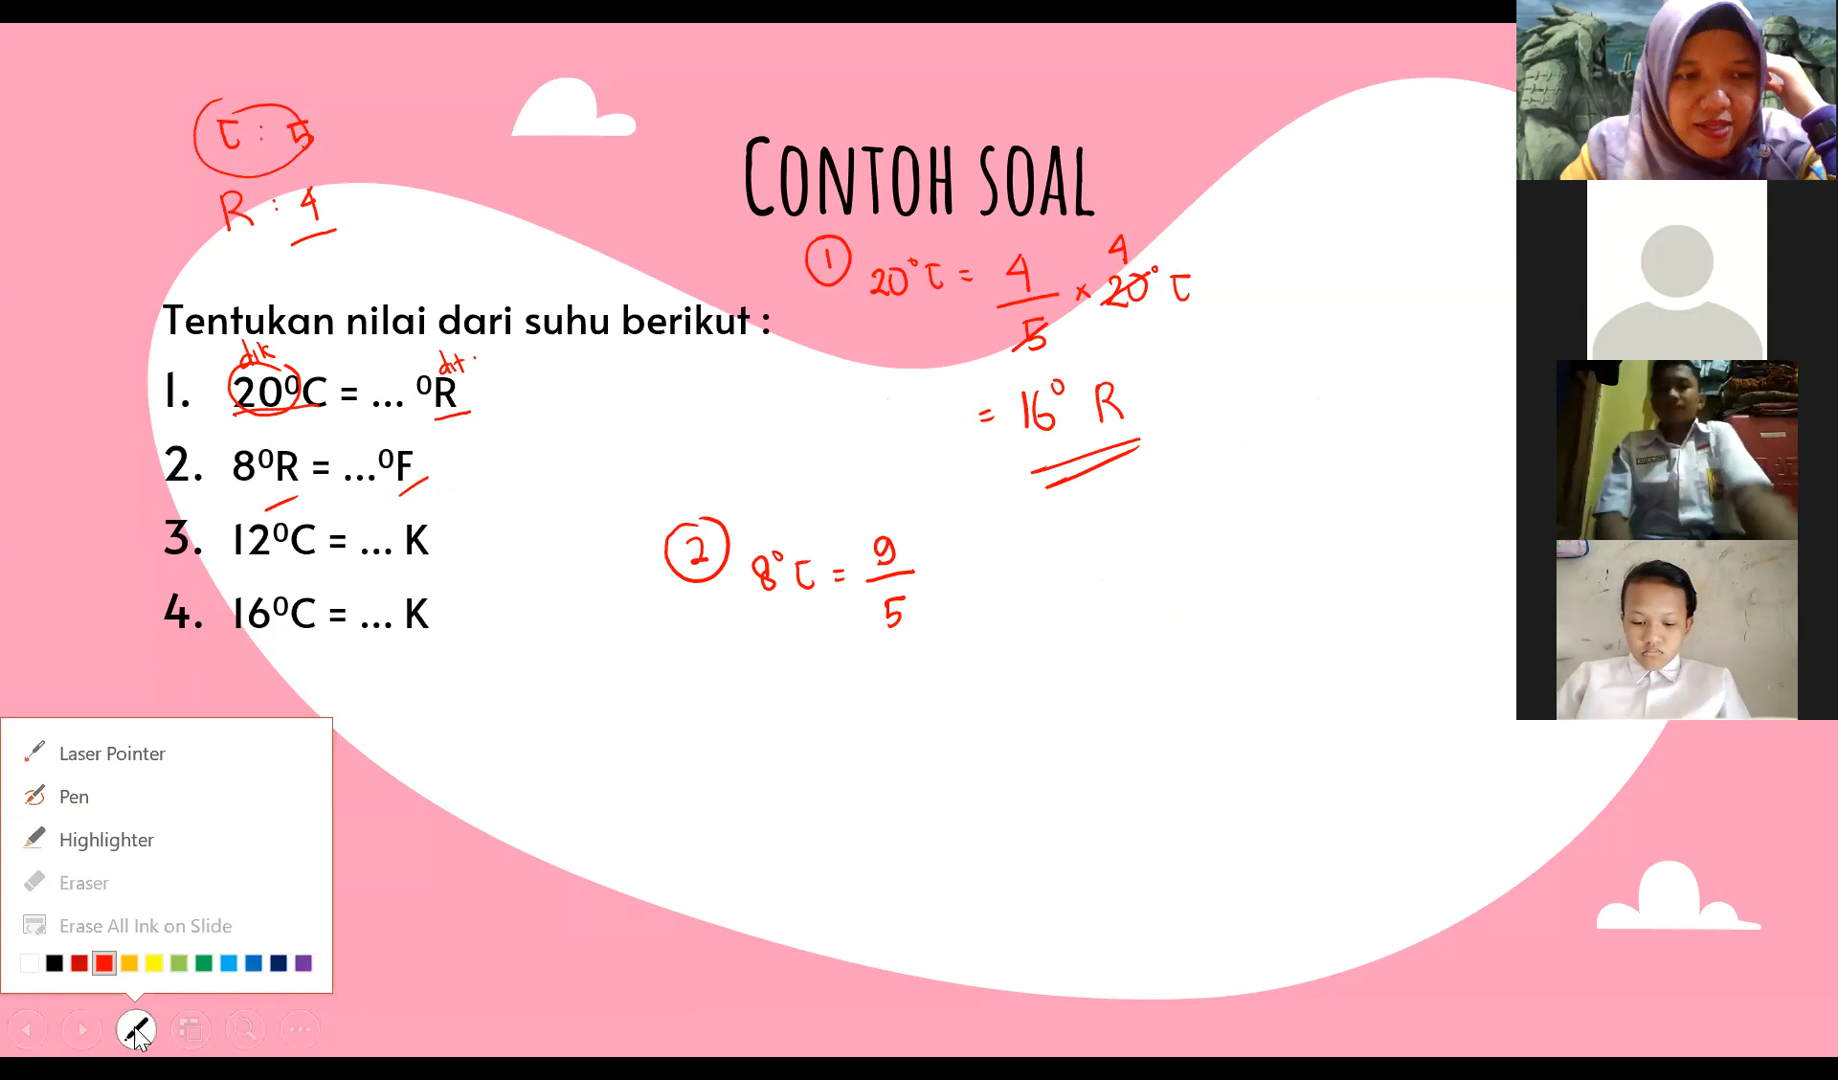 C : 5
R : 4
CONTOH SOAL
① 20°C = 4/5 × 20°C 4
= 16° R
Tentukan nilai dari suhu berikut :
dik dit.
1. 20⁰C = ... ⁰R
2. 8⁰R = ...⁰F
3. 12⁰C = ... K
4. 16⁰C = ... K
② 8°C = 9/5
Laser Pointer
Pen
Highlighter
Eraser
Erase All Ink on Slide